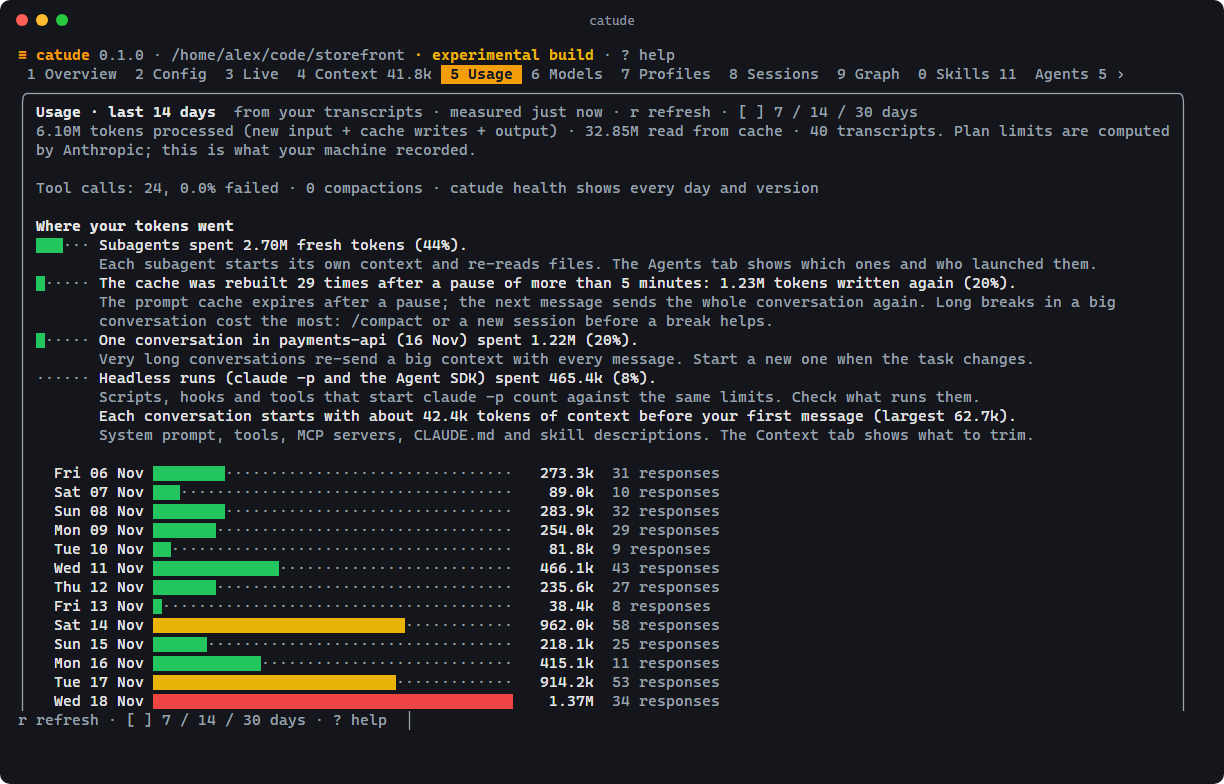 catude
≡ catude 0.1.0 · /home/alex/code/storefront · experimental build · ? help
1 Overview 2 Config 3 Live 4 Context 41.8k 5 Usage 6 Models 7 Profiles 8 Sessions 9 Graph 0 Skills 11 Agents 5 ›
Usage · last 14 days from your transcripts · measured just now · r refresh · [ ] 7 / 14 / 30 days
6.10M tokens processed (new input + cache writes + output) · 32.85M read from cache · 40 transcripts. Plan limits are computed
by Anthropic; this is what your machine recorded.
Tool calls: 24, 0.0% failed · 0 compactions · catude health shows every day and version
Where your tokens went
Subagents spent 2.70M fresh tokens (44%).
Each subagent starts its own context and re-reads files. The Agents tab shows which ones and who launched them.
The cache was rebuilt 29 times after a pause of more than 5 minutes: 1.23M tokens written again (20%).
The prompt cache expires after a pause; the next message sends the whole conversation again. Long breaks in a big
conversation cost the most: /compact or a new session before a break helps.
One conversation in payments-api (16 Nov) spent 1.22M (20%).
Very long conversations re-send a big context with every message. Start a new one when the task changes.
Headless runs (claude -p and the Agent SDK) spent 465.4k (8%).
Scripts, hooks and tools that start claude -p count against the same limits. Check what runs them.
Each conversation starts with about 42.4k tokens of context before your first message (largest 62.7k).
System prompt, tools, MCP servers, CLAUDE.md and skill descriptions. The Context tab shows what to trim.
Fri 06 Nov 273.3k 31 responses
Sat 07 Nov 89.0k 10 responses
Sun 08 Nov 283.9k 32 responses
Mon 09 Nov 254.0k 29 responses
Tue 10 Nov 81.8k 9 responses
Wed 11 Nov 466.1k 43 responses
Thu 12 Nov 235.6k 27 responses
Fri 13 Nov 38.4k 8 responses
Sat 14 Nov 962.0k 58 responses
Sun 15 Nov 218.1k 25 responses
Mon 16 Nov 415.1k 11 responses
Tue 17 Nov 914.2k 53 responses
Wed 18 Nov 1.37M 34 responses
r refresh · [ ] 7 / 14 / 30 days · ? help